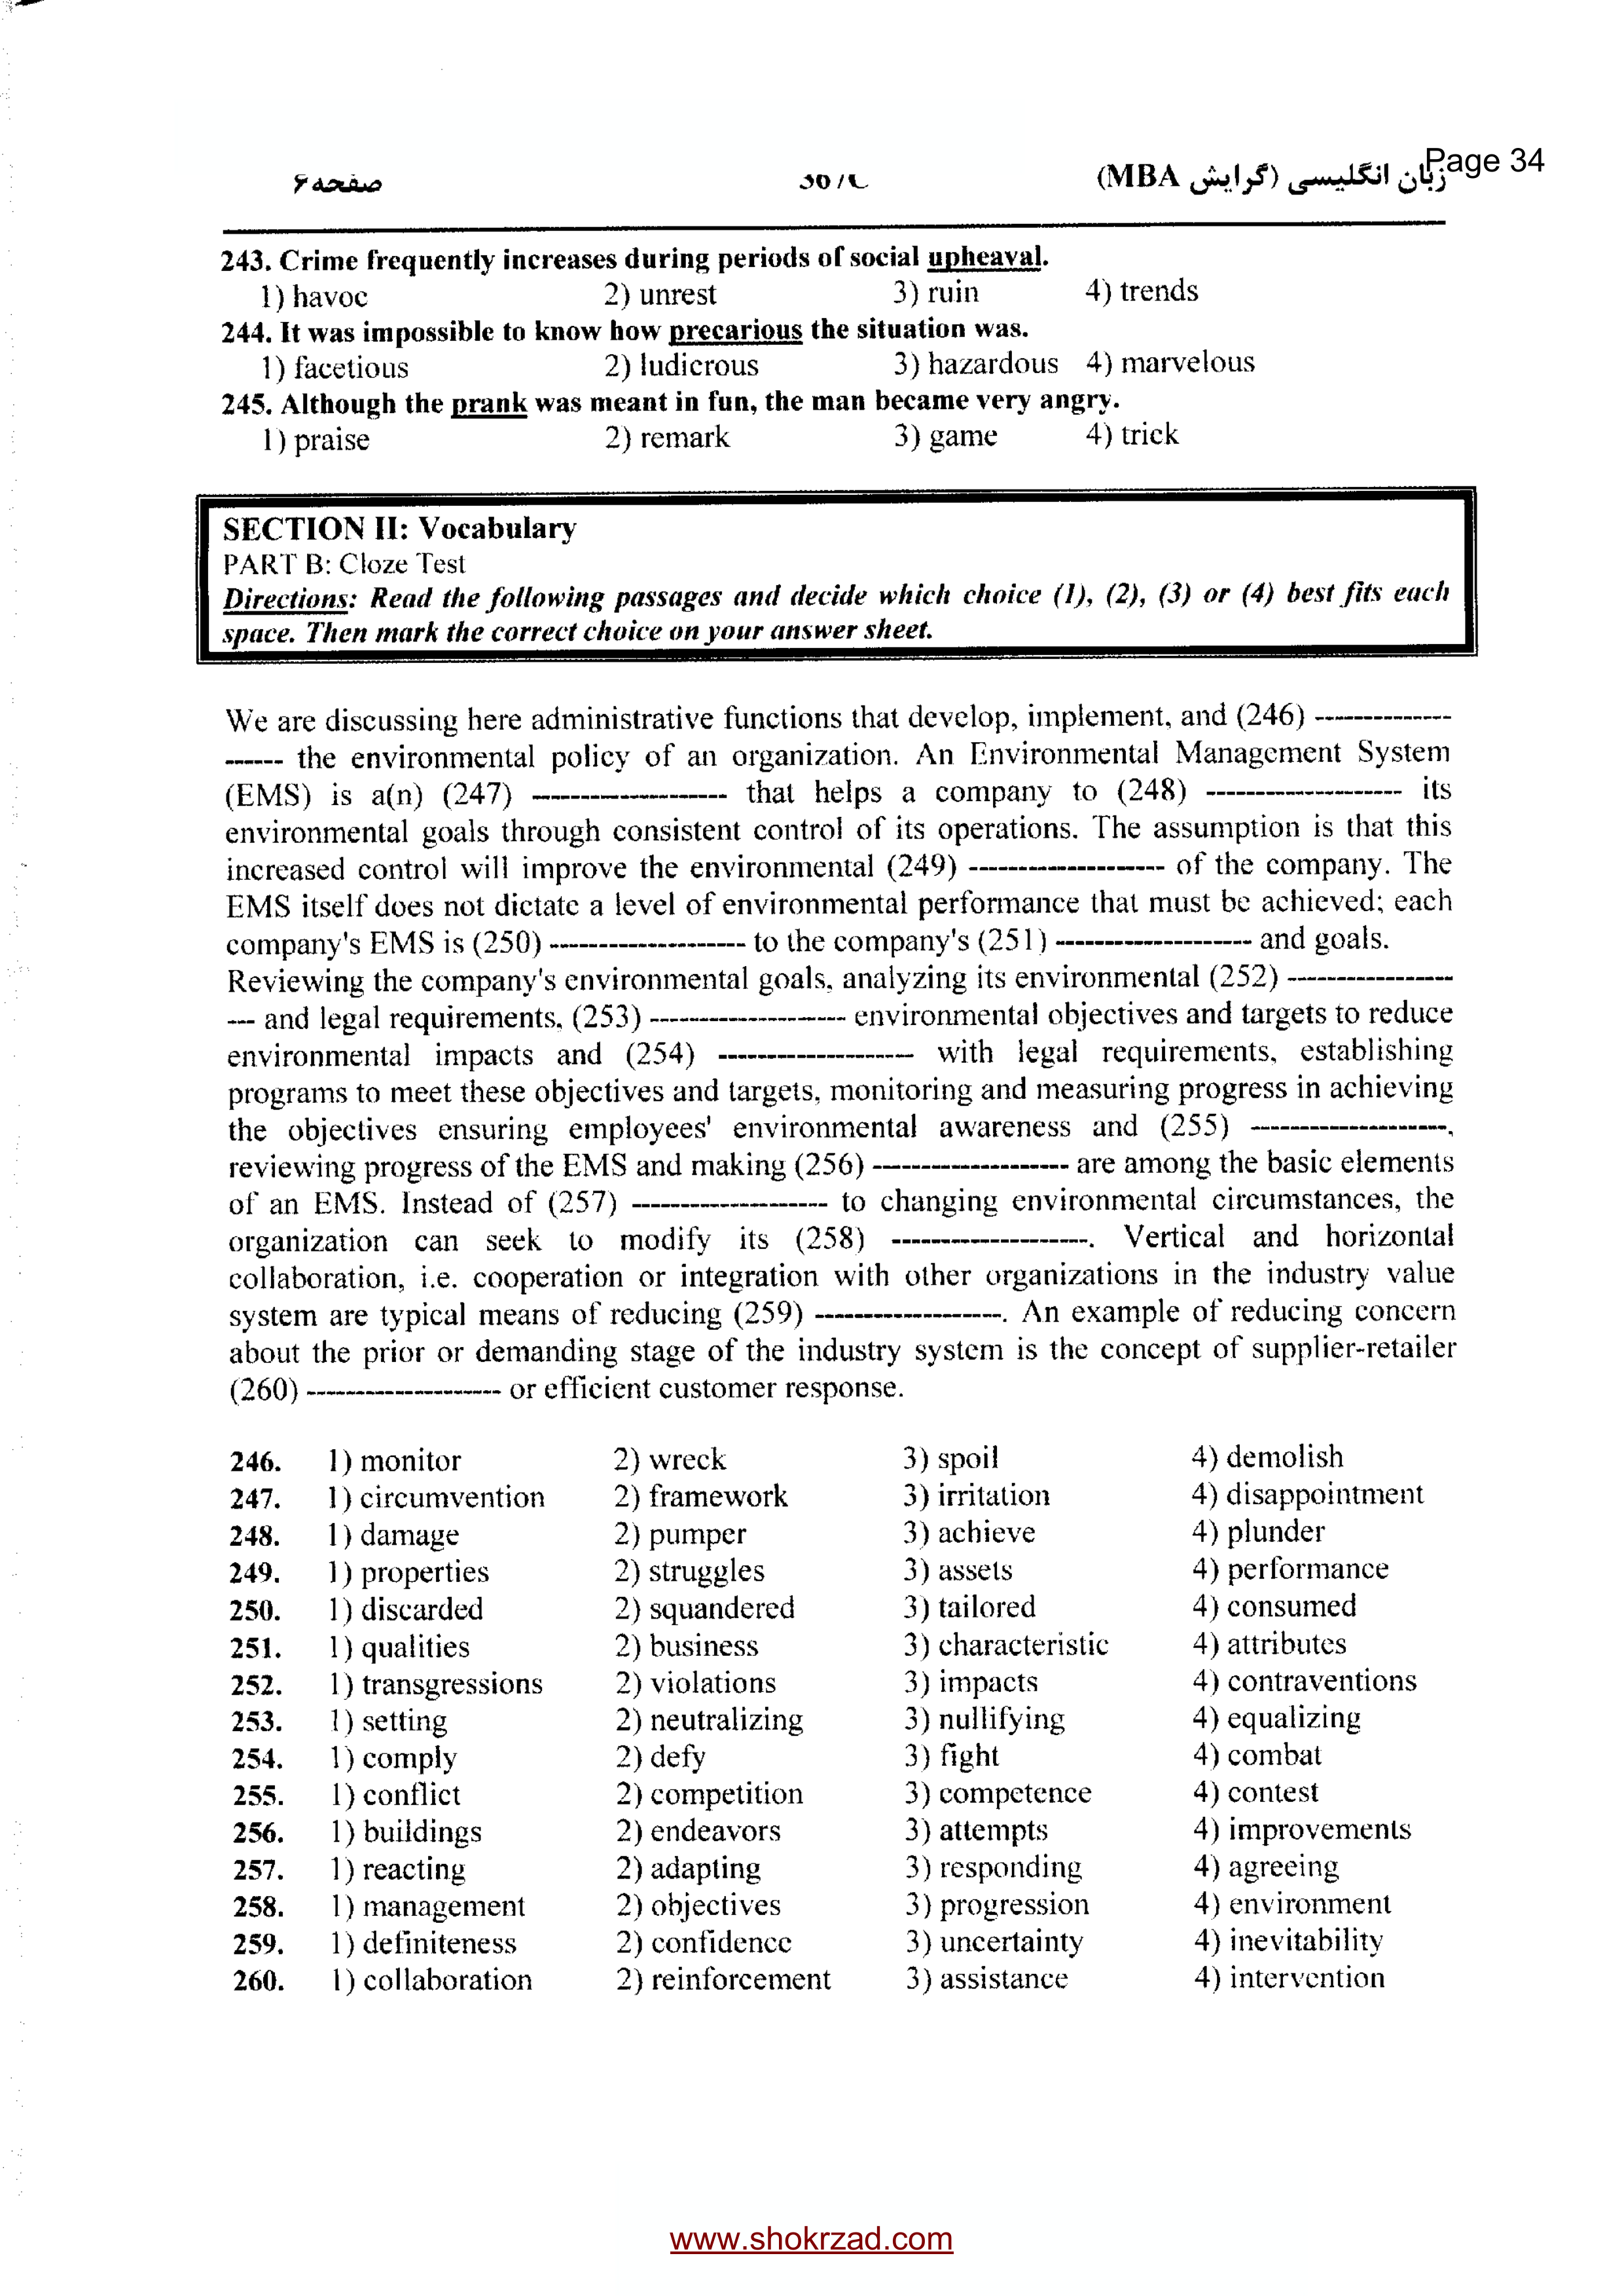 Page 34
زبان انگلیسی (گرایش MBA) صفحه ۶
243. Crime frequently increases during periods of social upheaval.
1) havoc 2) unrest 3) ruin 4) trends
244. It was impossible to know how precarious the situation was.
1) facetious 2) ludicrous 3) hazardous 4) marvelous
245. Although the prank was meant in fun, the man became very angry.
1) praise 2) remark 3) game 4) trick
SECTION II: Vocabulary
PART B: Cloze Test
Directions: Read the following passages and decide which choice (1), (2), (3) or (4) best fits each
space. Then mark the correct choice on your answer sheet.
We are discussing here administrative functions that develop, implement, and (246) --------------
------ the environmental policy of an organization. An Environmental Management System
(EMS) is a(n) (247) -------------------- that helps a company to (248) -------------------- its
environmental goals through consistent control of its operations. The assumption is that this
increased control will improve the environmental (249) -------------------- of the company. The
EMS itself does not dictate a level of environmental performance that must be achieved; each
company's EMS is (250) -------------------- to the company's (251) -------------------- and goals.
Reviewing the company's environmental goals, analyzing its environmental (252) -----------------
--- and legal requirements, (253) -------------------- environmental objectives and targets to reduce
environmental impacts and (254) -------------------- with legal requirements, establishing
programs to meet these objectives and targets, monitoring and measuring progress in achieving
the objectives ensuring employees' environmental awareness and (255) --------------------,
reviewing progress of the EMS and making (256) -------------------- are among the basic elements
of an EMS. Instead of (257) -------------------- to changing environmental circumstances, the
organization can seek to modify its (258) --------------------. Vertical and horizontal
collaboration, i.e. cooperation or integration with other organizations in the industry value
system are typical means of reducing (259) -------------------. An example of reducing concern
about the prior or demanding stage of the industry system is the concept of supplier-retailer
(260) -------------------- or efficient customer response.
246. 1) monitor 2) wreck 3) spoil 4) demolish
247. 1) circumvention 2) framework 3) irritation 4) disappointment
248. 1) damage 2) pumper 3) achieve 4) plunder
249. 1) properties 2) struggles 3) assets 4) performance
250. 1) discarded 2) squandered 3) tailored 4) consumed
251. 1) qualities 2) business 3) characteristic 4) attributes
252. 1) transgressions 2) violations 3) impacts 4) contraventions
253. 1) setting 2) neutralizing 3) nullifying 4) equalizing
254. 1) comply 2) defy 3) fight 4) combat
255. 1) conflict 2) competition 3) competence 4) contest
256. 1) buildings 2) endeavors 3) attempts 4) improvements
257. 1) reacting 2) adapting 3) responding 4) agreeing
258. 1) management 2) objectives 3) progression 4) environment
259. 1) definiteness 2) confidence 3) uncertainty 4) inevitability
260. 1) collaboration 2) reinforcement 3) assistance 4) intervention
www.shokrzad.com